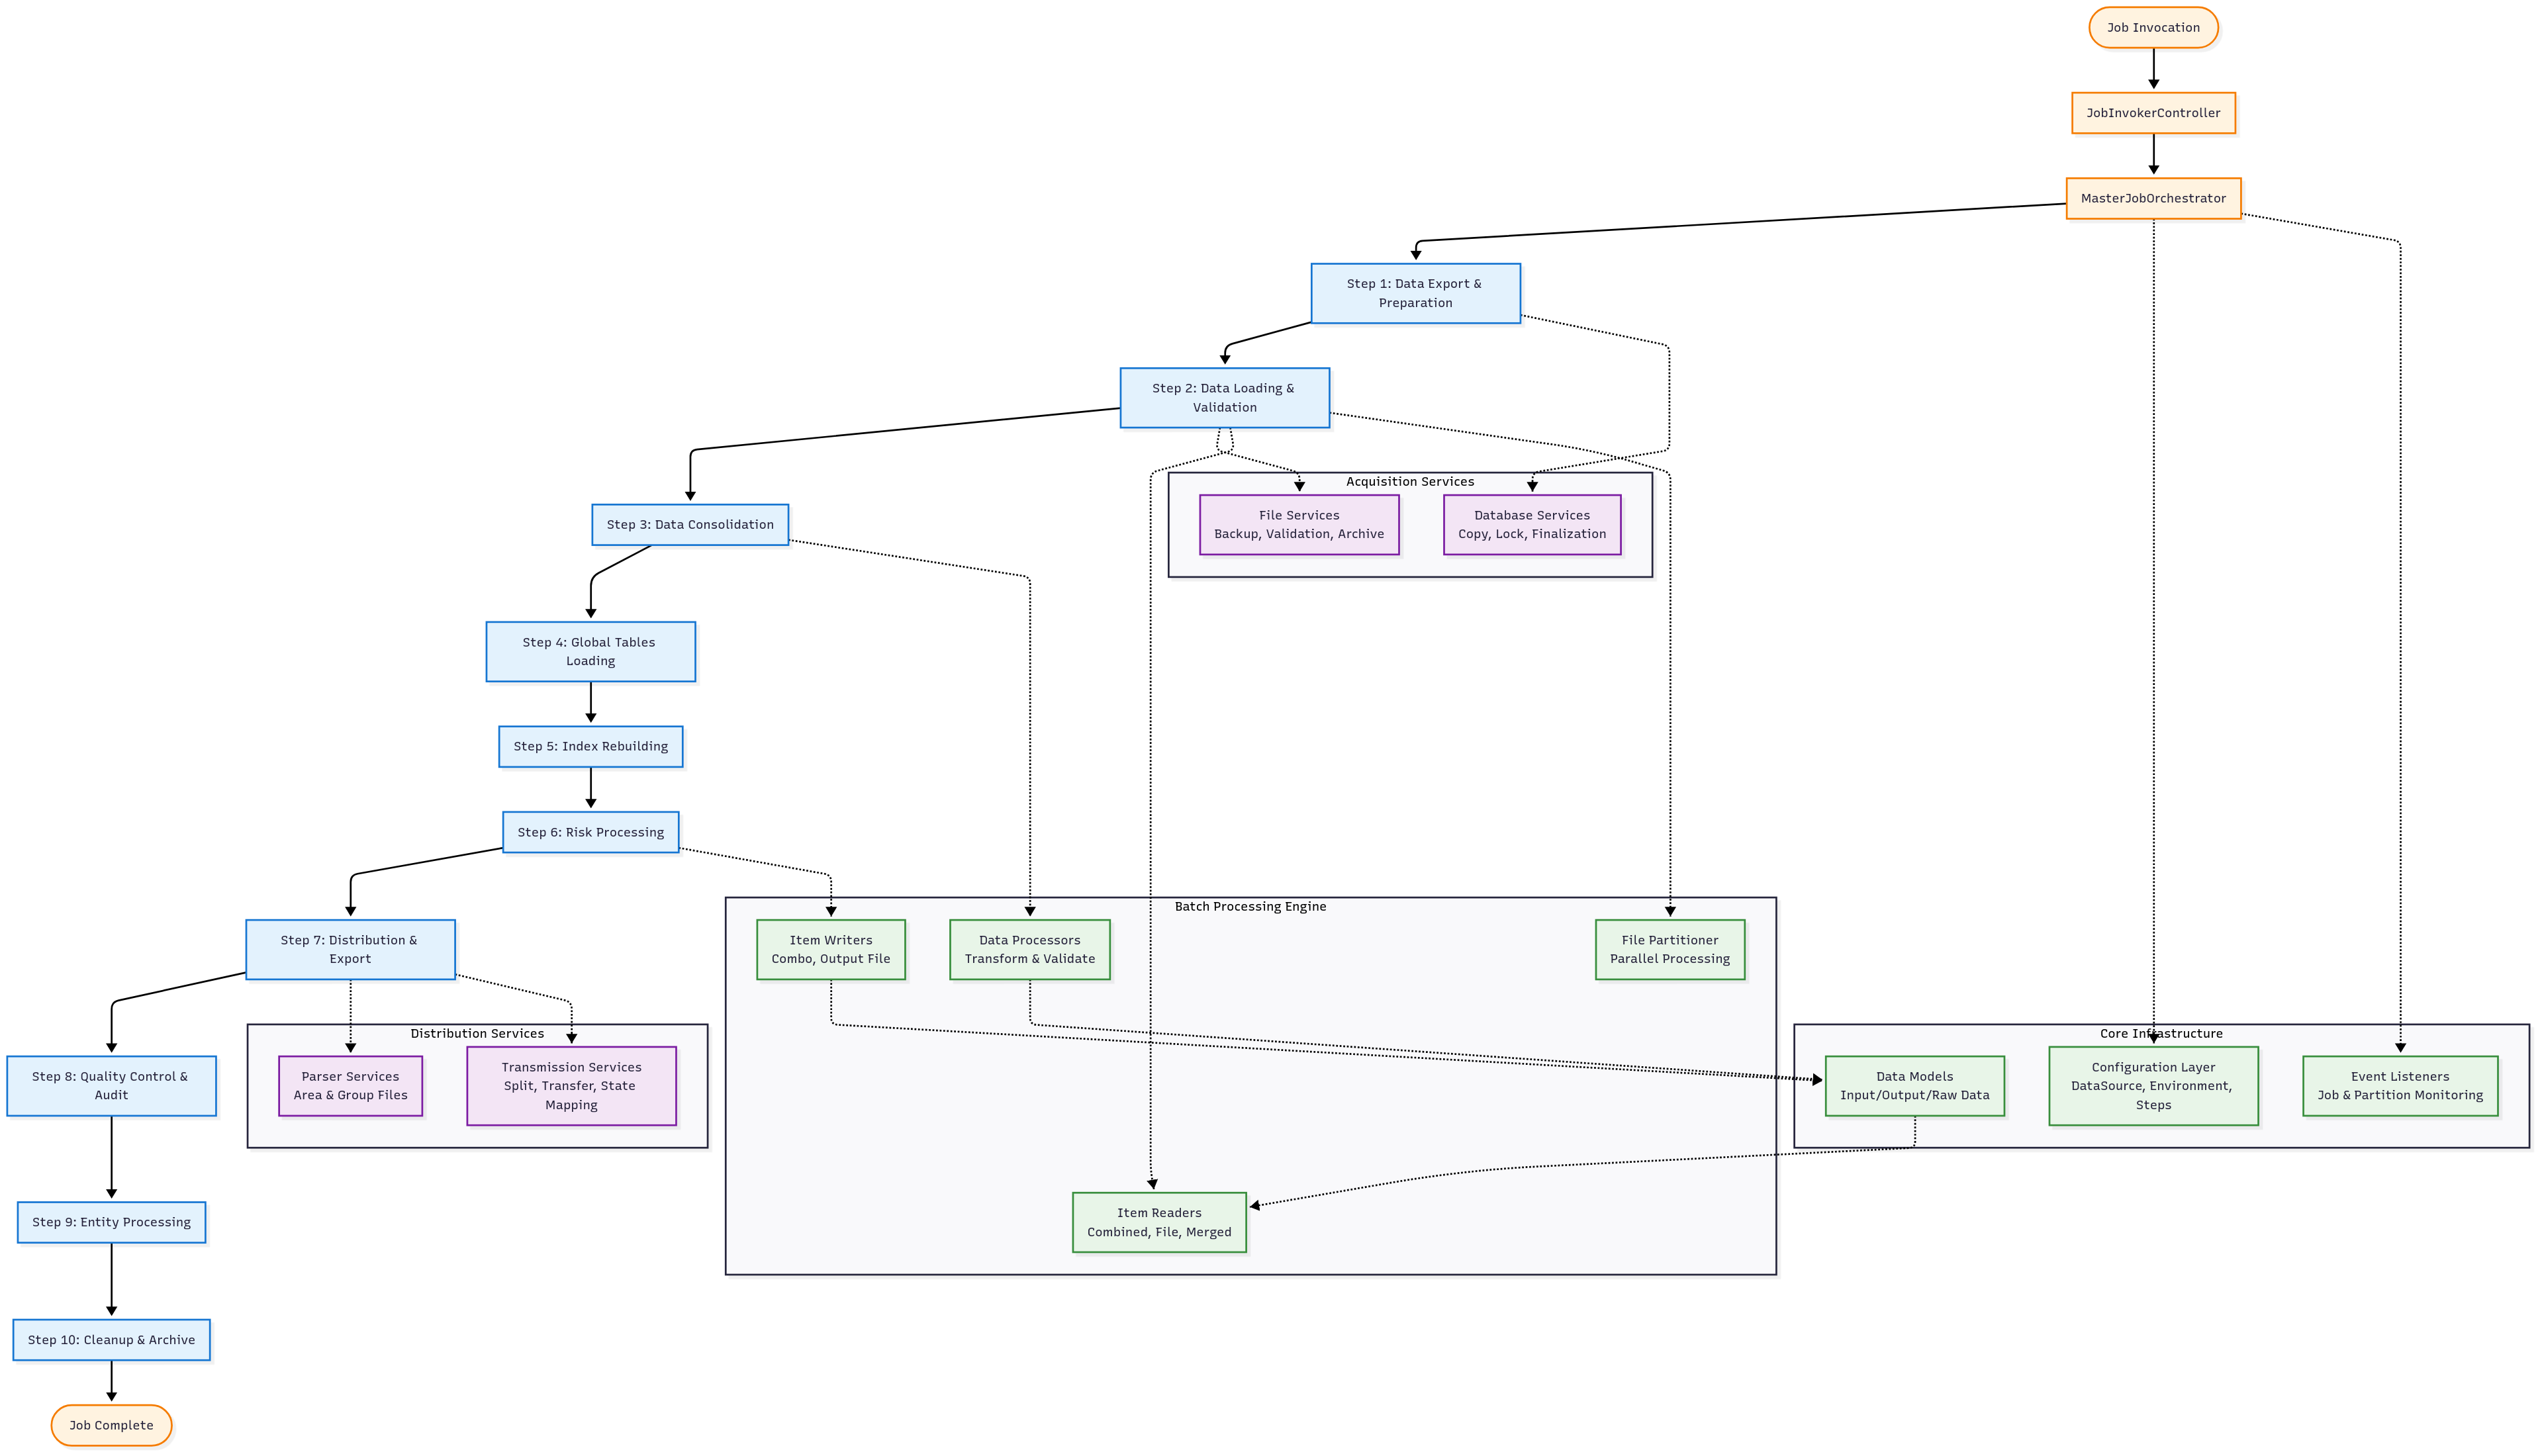 Job Invocation
JobInvokerController
MasterJobOrchestrator
Step 1: Data Export &
Preparation
Step 2: Data Loading &
Validation
Acquisition Services
File Services
Backup, Validation, Archive
Database Services
Copy, Lock, Finalization
Step 3: Data Consolidation
Step 4: Global Tables
Loading
Step 5: Index Rebuilding
Step 6: Risk Processing
Batch Processing Engine
Step 7: Distribution &
Export
Item Writers
Combo, Output File
Data Processors
Transform & Validate
File Partitioner
Parallel Processing
Distribution Services
Core Infrastructure
Step 8: Quality Control &
Audit
Parser Services
Area & Group Files
Transmission Services
Split, Transfer, State
Mapping
Data Models
Input/Output/Raw Data
Configuration Layer
DataSource, Environment,
Steps
Event Listeners
Job & Partition Monitoring
Step 9: Entity Processing
Item Readers
Combined, File, Merged
Step 10: Cleanup & Archive
Job Complete